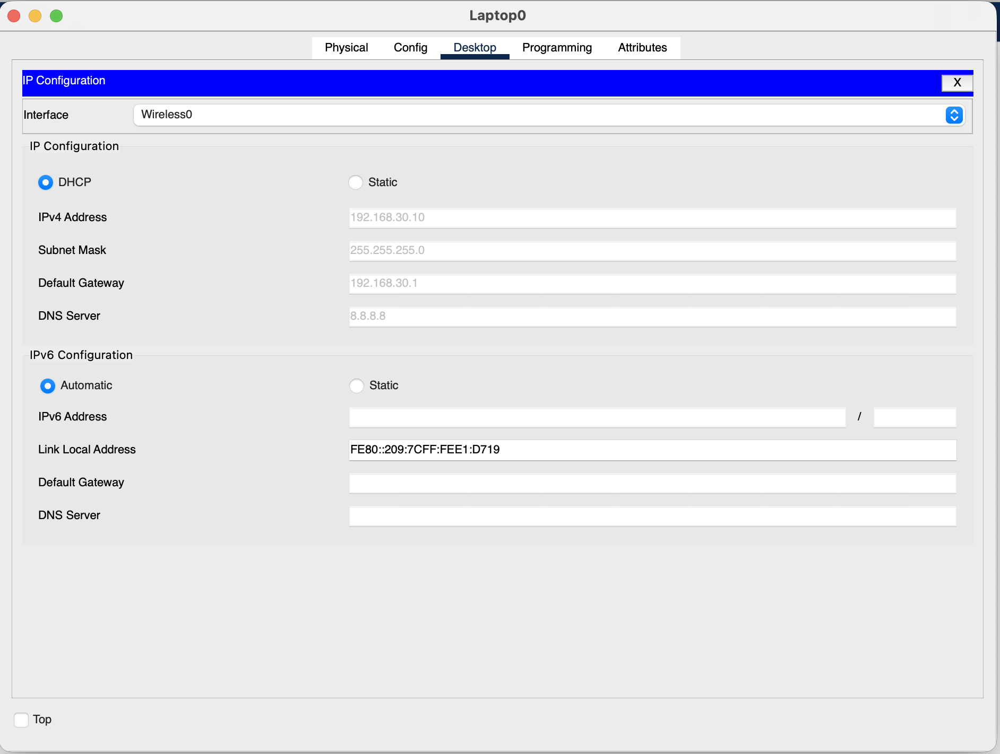 Laptop0
Physical Config Desktop Programming Attributes
IP Configuration
X
Interface Wireless0
IP Configuration
DHCP Static
IPv4 Address 192.168.30.10
Subnet Mask 255.255.255.0
Default Gateway 192.168.30.1
DNS Server 8.8.8.8
IPv6 Configuration
Automatic Static
IPv6 Address /
Link Local Address FE80::209:7CFF:FEE1:D719
Default Gateway
DNS Server
Top